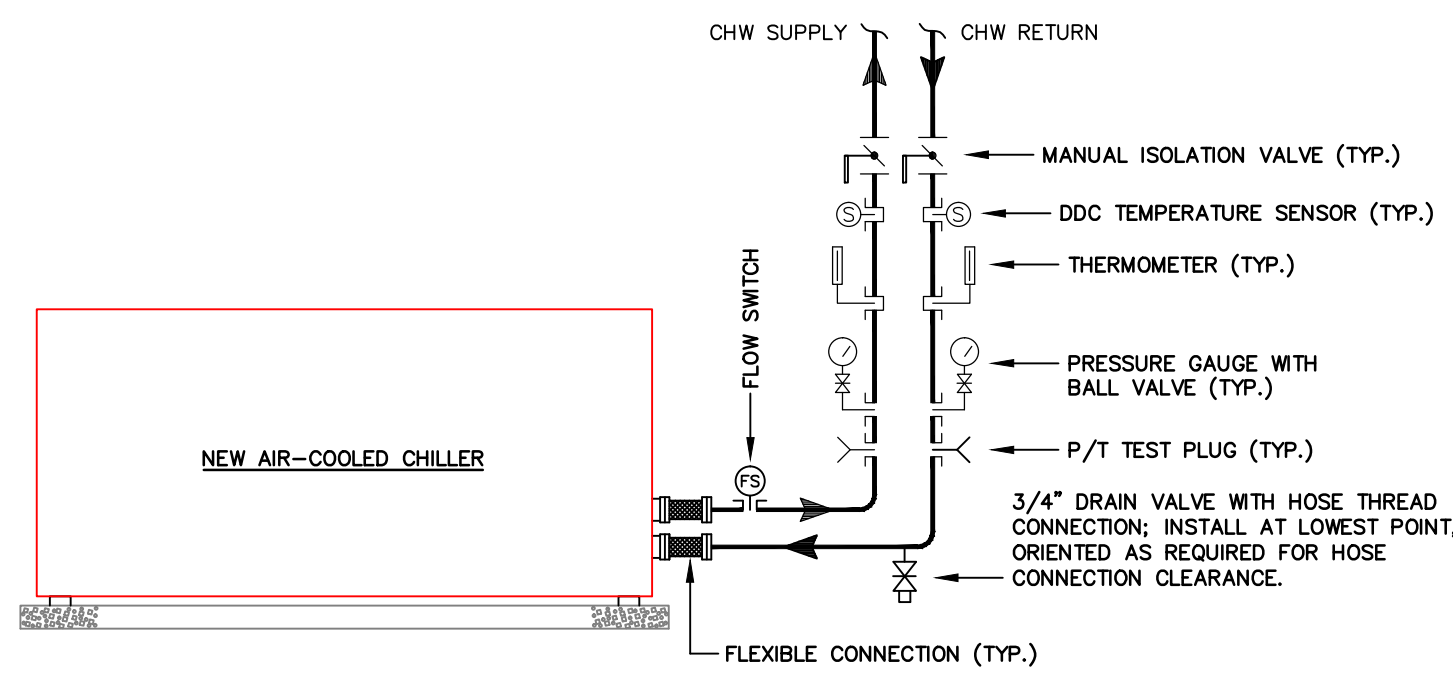 CHW SUPPLY
CHW RETURN
MANUAL ISOLATION VALVE (TYP.)
S
S
DDC TEMPERATURE SENSOR (TYP.)
THERMOMETER (TYP.)
FLOW SWITCH
PRESSURE GAUGE WITH
BALL VALVE (TYP.)
P/T TEST PLUG (TYP.)
NEW AIR-COOLED CHILLER
FS
3/4" DRAIN VALVE WITH HOSE THREAD
CONNECTION; INSTALL AT LOWEST POINT,
ORIENTED AS REQUIRED FOR HOSE
CONNECTION CLEARANCE.
FLEXIBLE CONNECTION (TYP.)